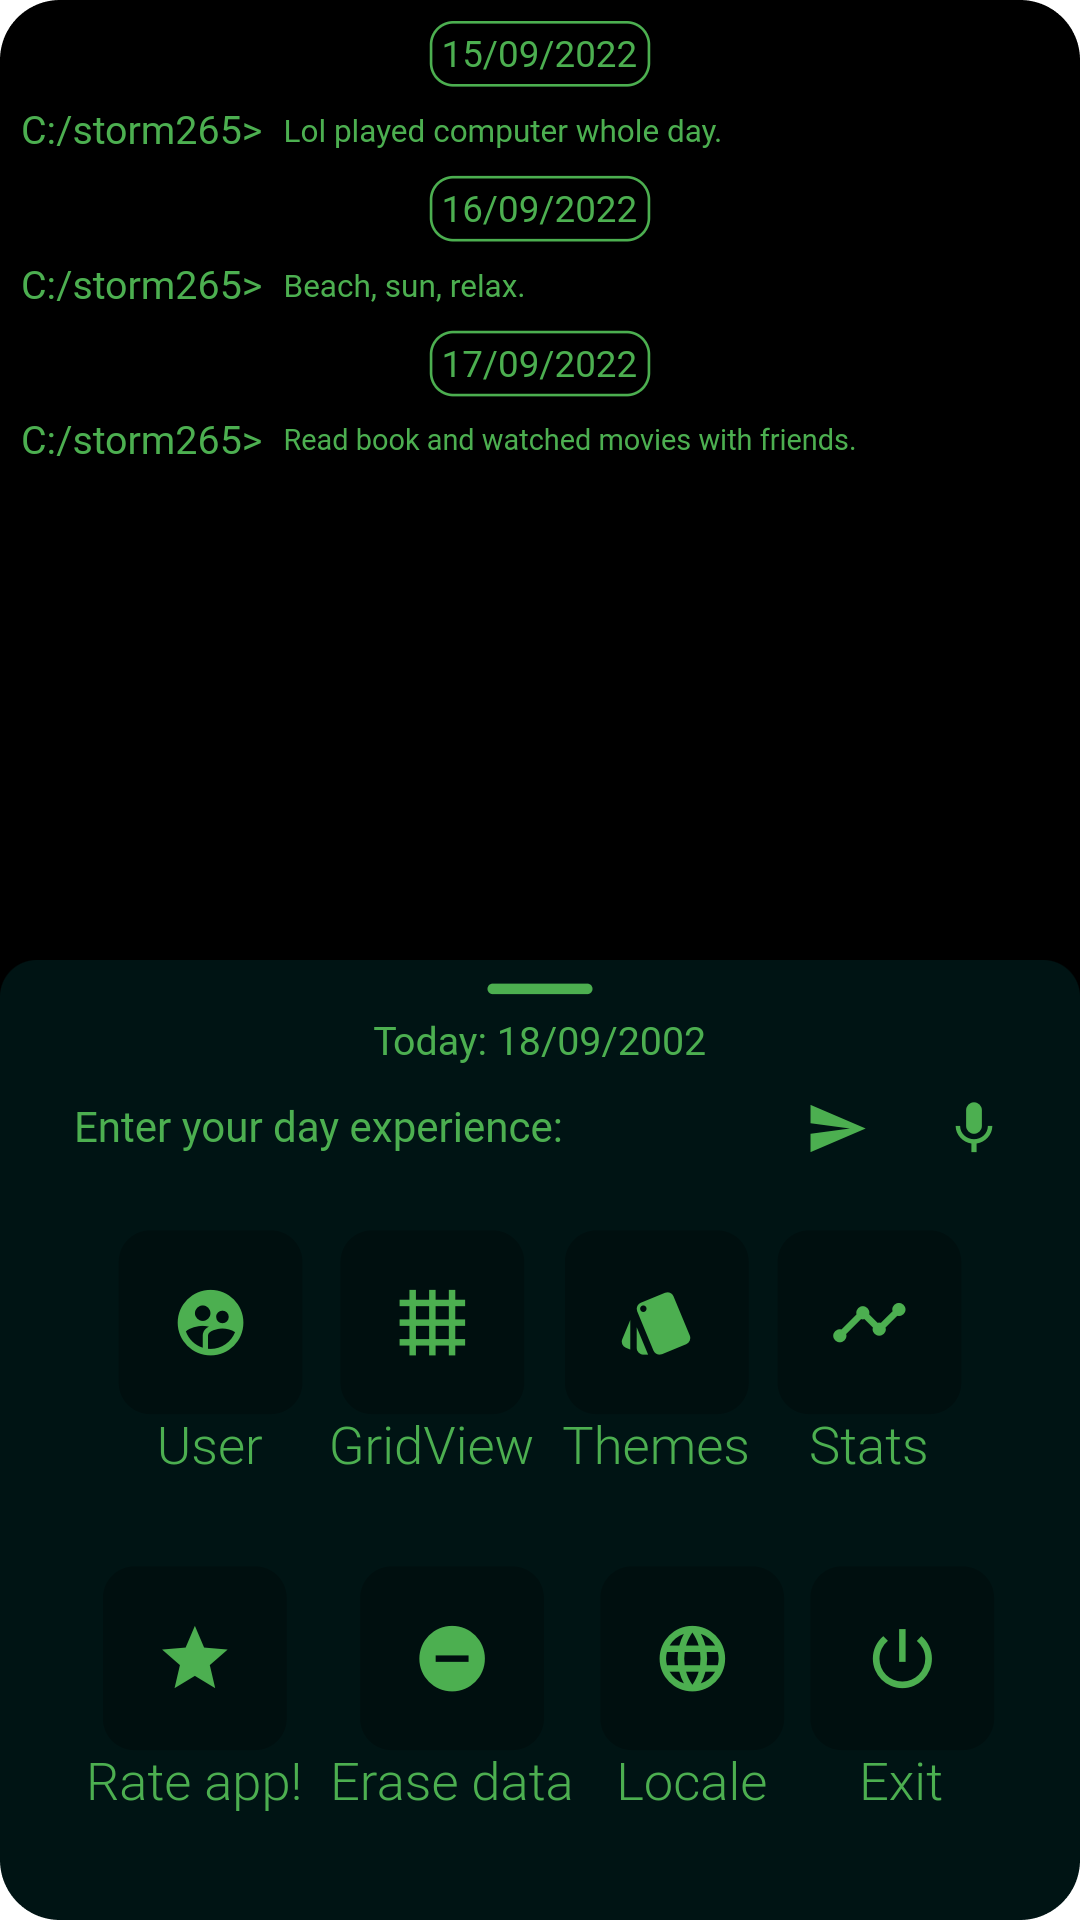 15/09/2022
C:/storm265> Lol played computer whole day.
16/09/2022
C:/storm265> Beach, sun, relax.
17/09/2022
C:/storm265> Read book and watched movies with friends.
Today: 18/09/2002
Enter your day experience:
User GridView Themes Stats
Rate app! Erase data Locale Exit